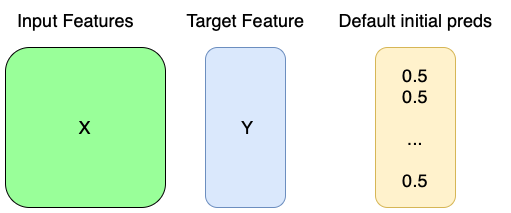 Input Features
Target Feature
Default initial preds
X
Y
0.5
0.5
...
0.5